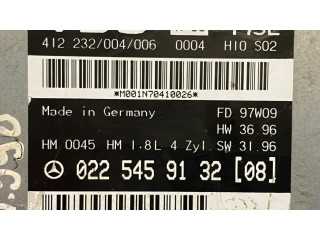 412 232/004/006 0004 H10 S02
*M001N70410026*
Made in Germany FD 97W09
HW 36.96
HM 0045 HM 1.8L 4 Zyl. SW 31.96
022 545 91 32 [08]